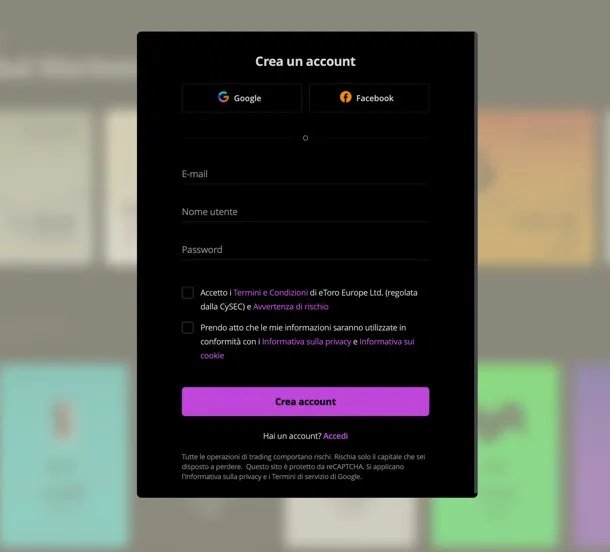 Crea un account
Google
Facebook
O
E-mail
Nome utente
Password
Accetto i Termini e Condizioni di eToro Europe Ltd. (regolata
dalla CySEC) e Avvertenza di rischio
Prendo atto che le mie informazioni saranno utilizzate in
conformità con i Informativa sulla privacy e Informativa sui
cookie
Crea account
Hai un account? Accedi
Tutte le operazioni di trading comportano rischi. Rischia solo il capitale che sei
disposto a perdere. Questo sito è protetto da reCAPTCHA. Si applicano
l'Informativa sulla privacy e i Termini di servizio di Google.